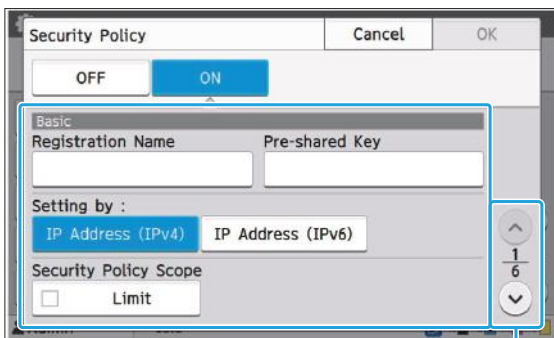 Security Policy Cancel OK
OFF ON
Basic
Registration Name Pre-shared Key
Setting by :
IP Address (IPv4) IP Address (IPv6)
Security Policy Scope
Limit
1
6